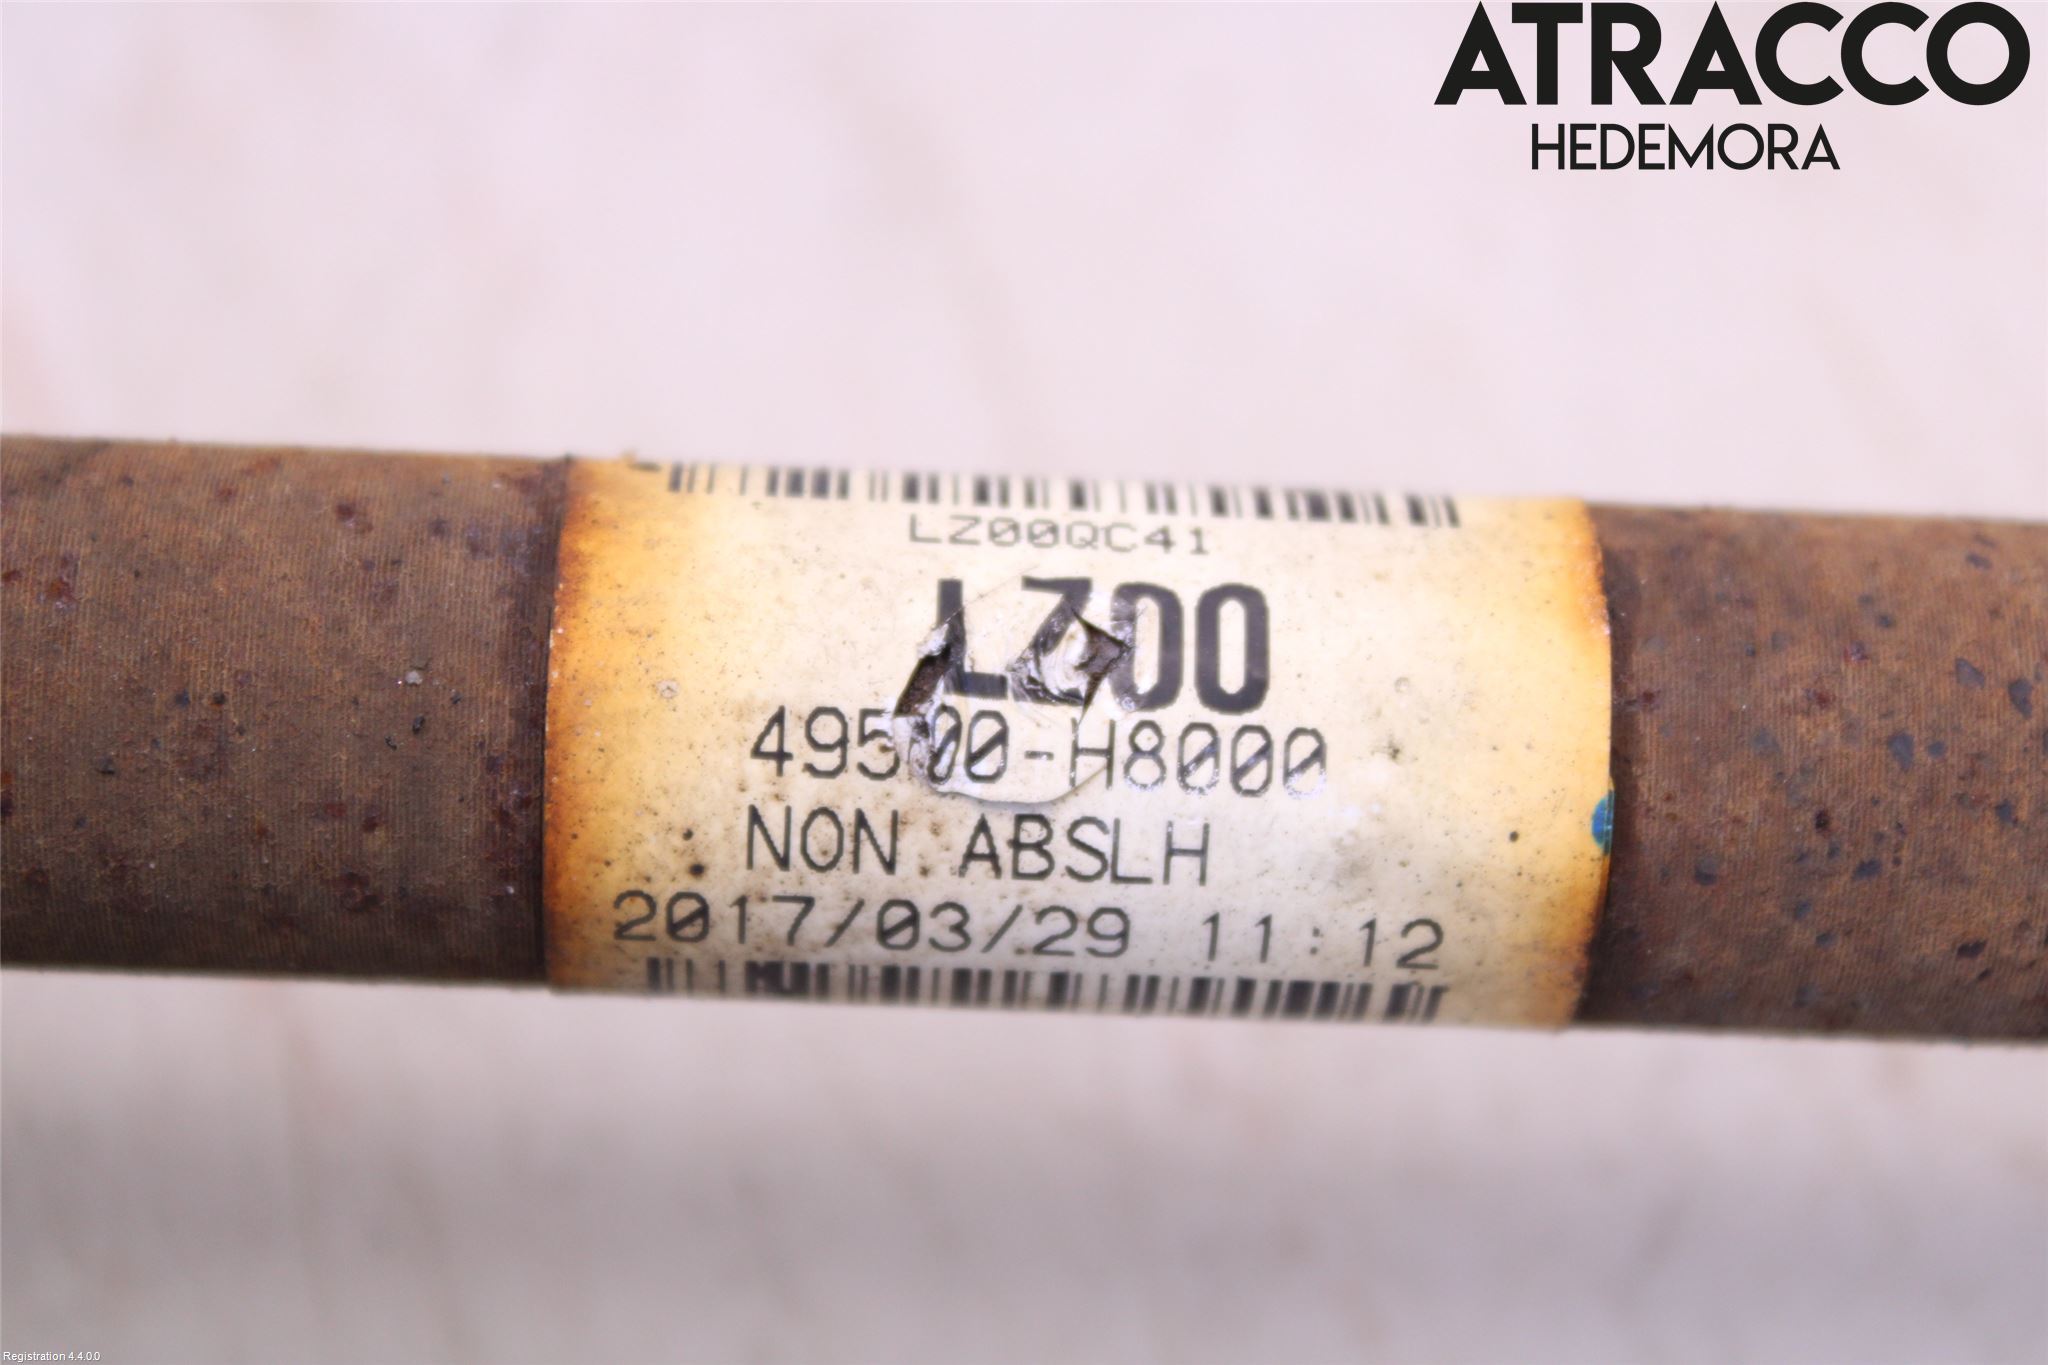 ATRACCO
HEDEMORA
LZ00QC41
LZ00
49500-H8000
NON ABSLH
2017/03/29 11:12
Registration 4.4.0.0